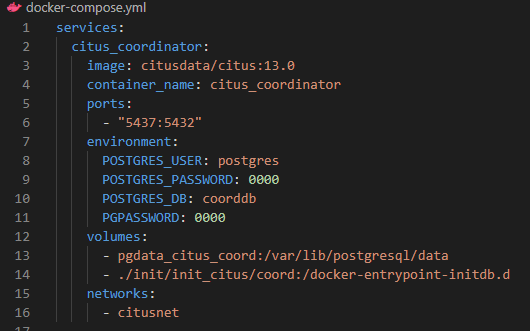 docker-compose.yml
1 services:
2   citus_coordinator:
3     image: citusdata/citus:13.0
4     container_name: citus_coordinator
5     ports:
6       - "5437:5432"
7     environment:
8       POSTGRES_USER: postgres
9       POSTGRES_PASSWORD: 0000
10       POSTGRES_DB: coorddb
11       PGPASSWORD: 0000
12     volumes:
13       - pgdata_citus_coord:/var/lib/postgresql/data
14       - ./init/init_citus/coord:/docker-entrypoint-initdb.d
15     networks:
16       - citusnet
17